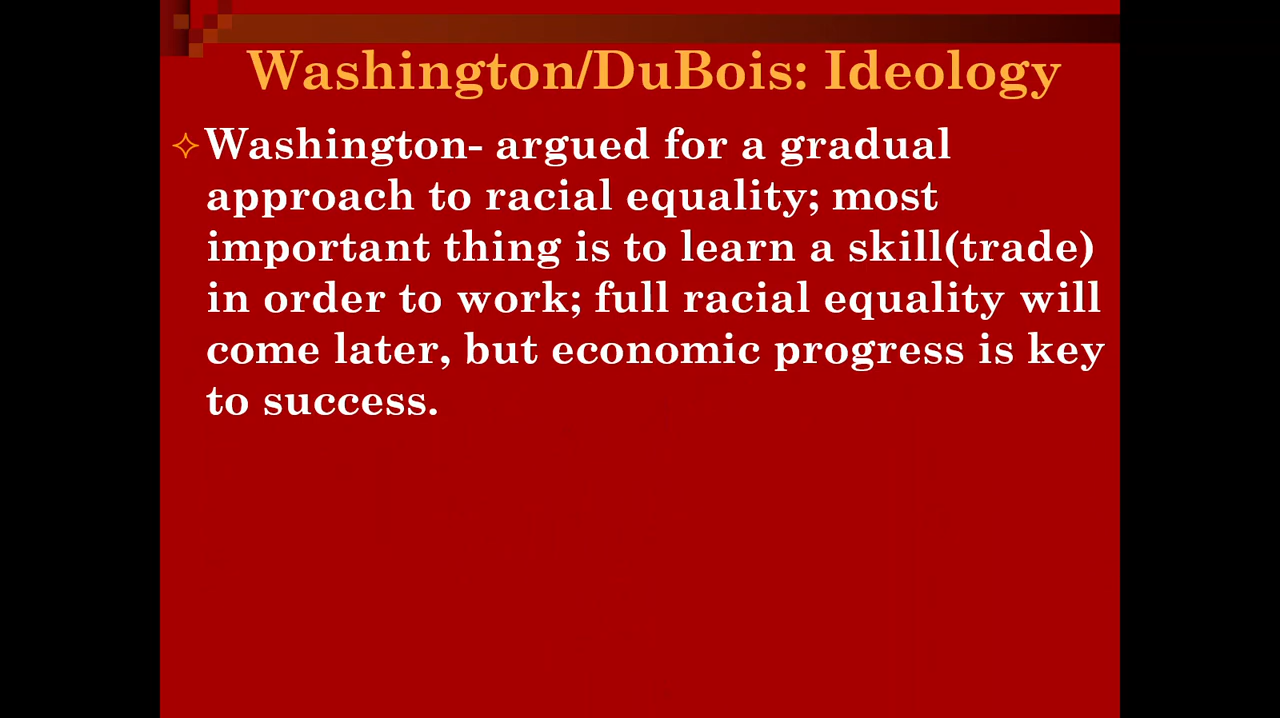 Washington/DuBois: Ideology
Washington- argued for a gradual
approach to racial equality; most
important thing is to learn a skill(trade)
in order to work; full racial equality will
come later, but economic progress is key
to success.